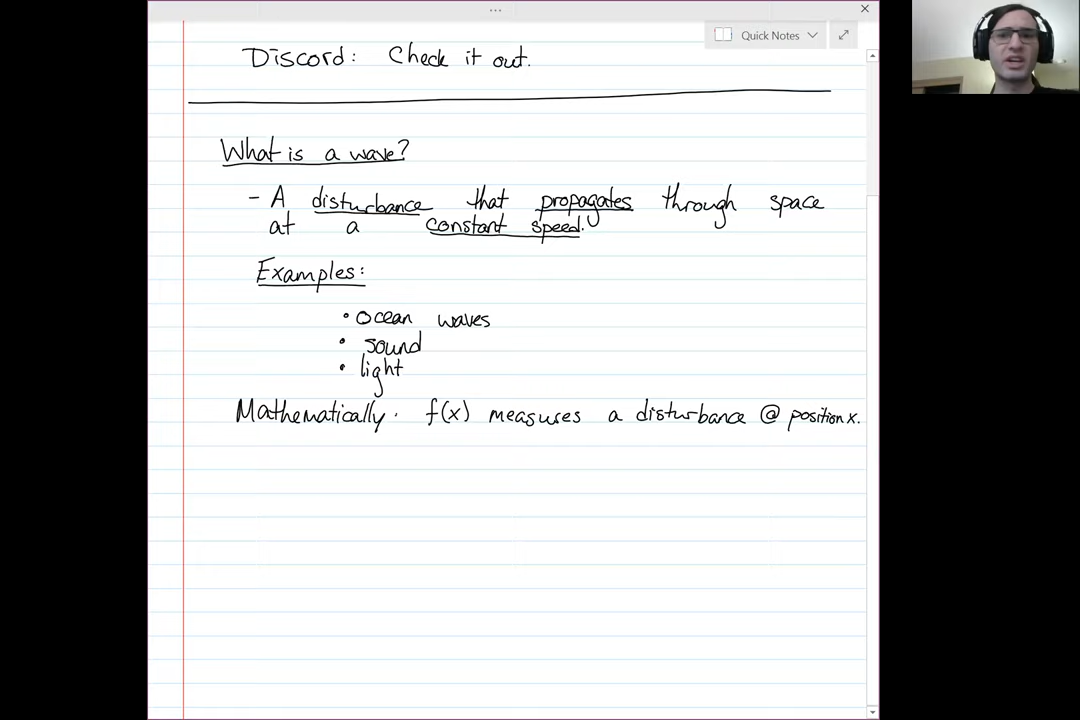 Quick Notes
Discord: Check it out.
What is a wave?
- A disturbance that propagates through space
at a constant speed.
Examples:
• ocean waves
• sound
• light
Mathematically. f(x) measures a disturbance @ position x.